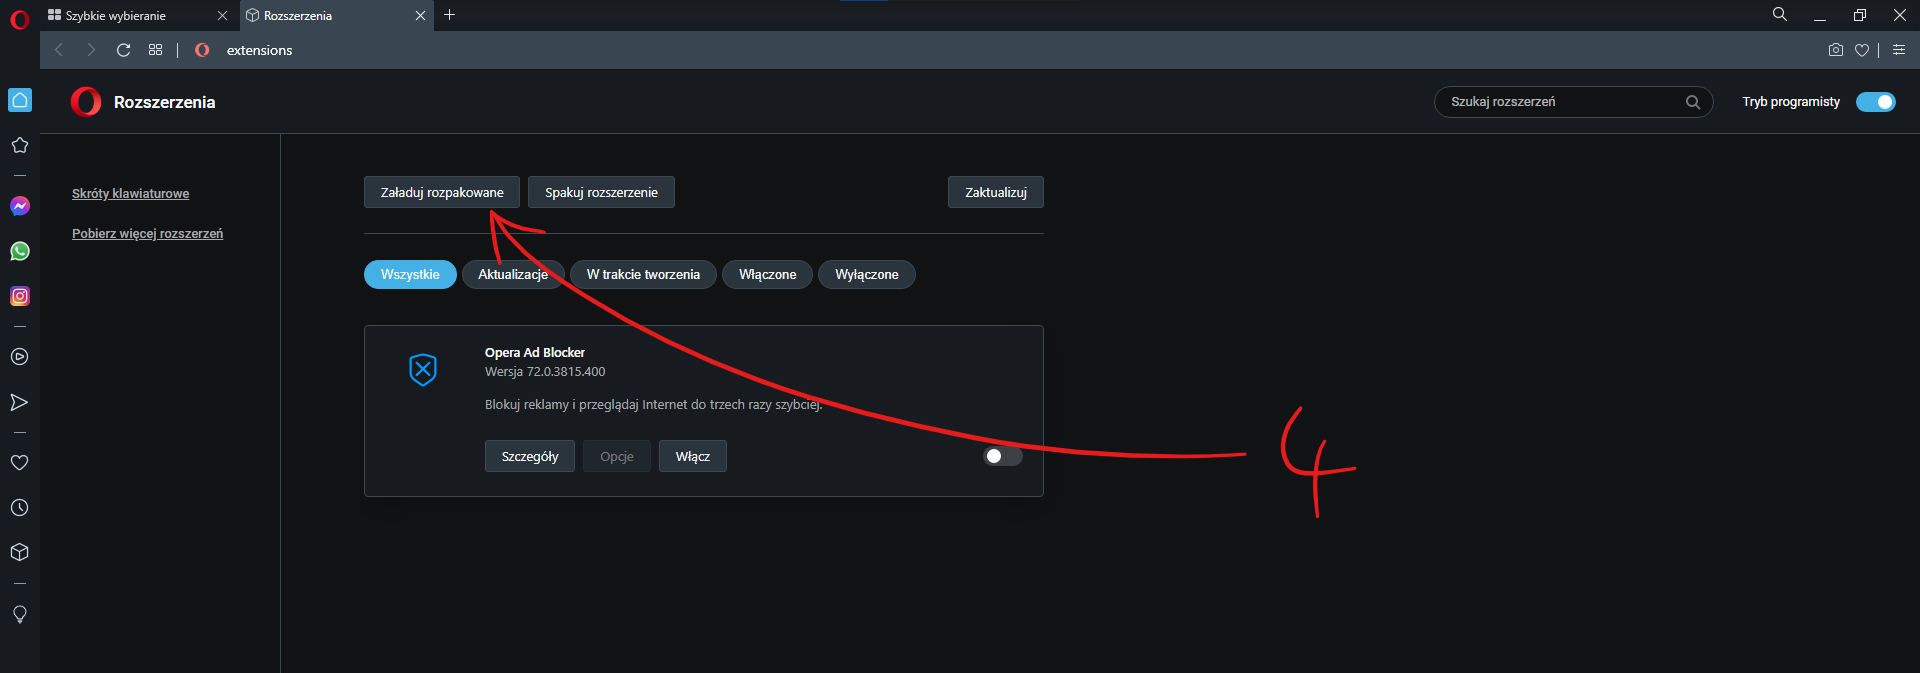 Szybkie wybieranie
Rozszerzenia
extensions
Rozszerzenia
Szukaj rozszerzeń
Tryb programisty
Skróty klawiaturowe
Pobierz więcej rozszerzeń
Załaduj rozpakowane
Spakuj rozszerzenie
Zaktualizuj
Wszystkie
Aktualizacje
W trakcie tworzenia
Włączone
Wyłączone
Opera Ad Blocker
Wersja 72.0.3815.400
Blokuj reklamy i przeglądaj Internet do trzech razy szybciej.
Szczegóły
Opcje
Włącz
4